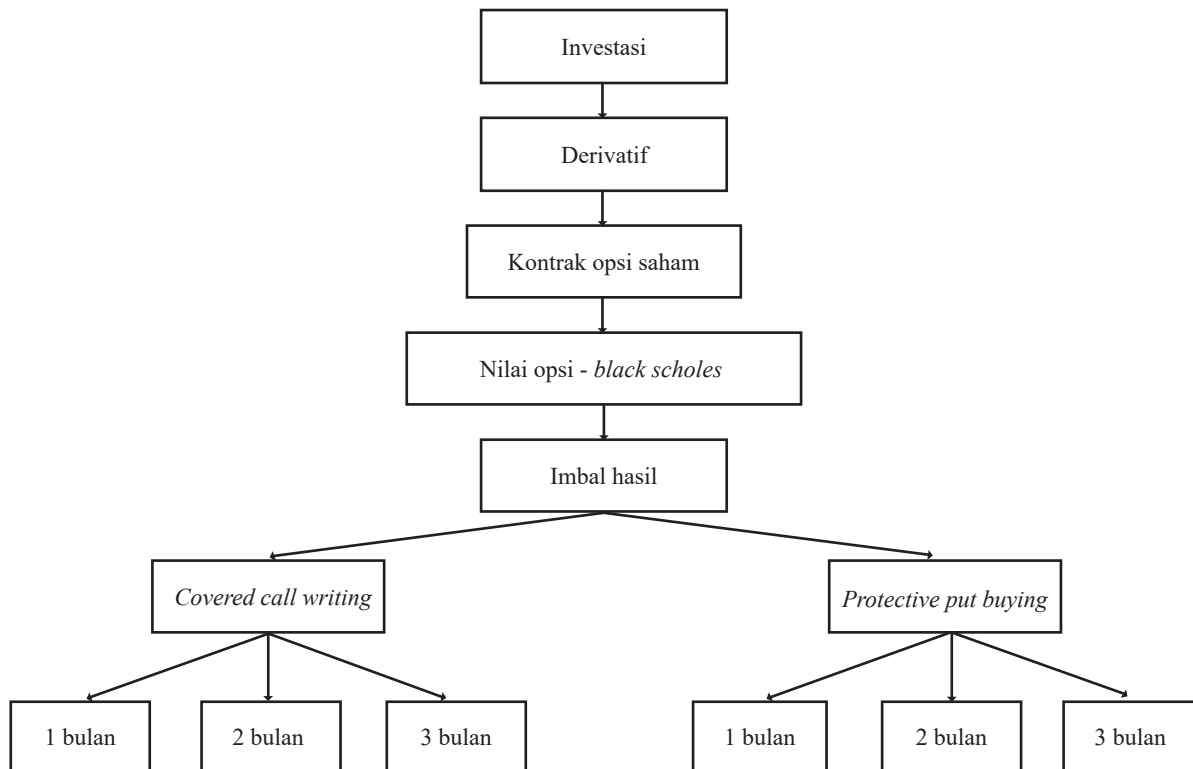 Investasi
Derivatif
Kontrak opsi saham
Nilai opsi - black scholes
Imbal hasil
Covered call writing
Protective put buying
1 bulan
2 bulan
3 bulan
1 bulan
2 bulan
3 bulan